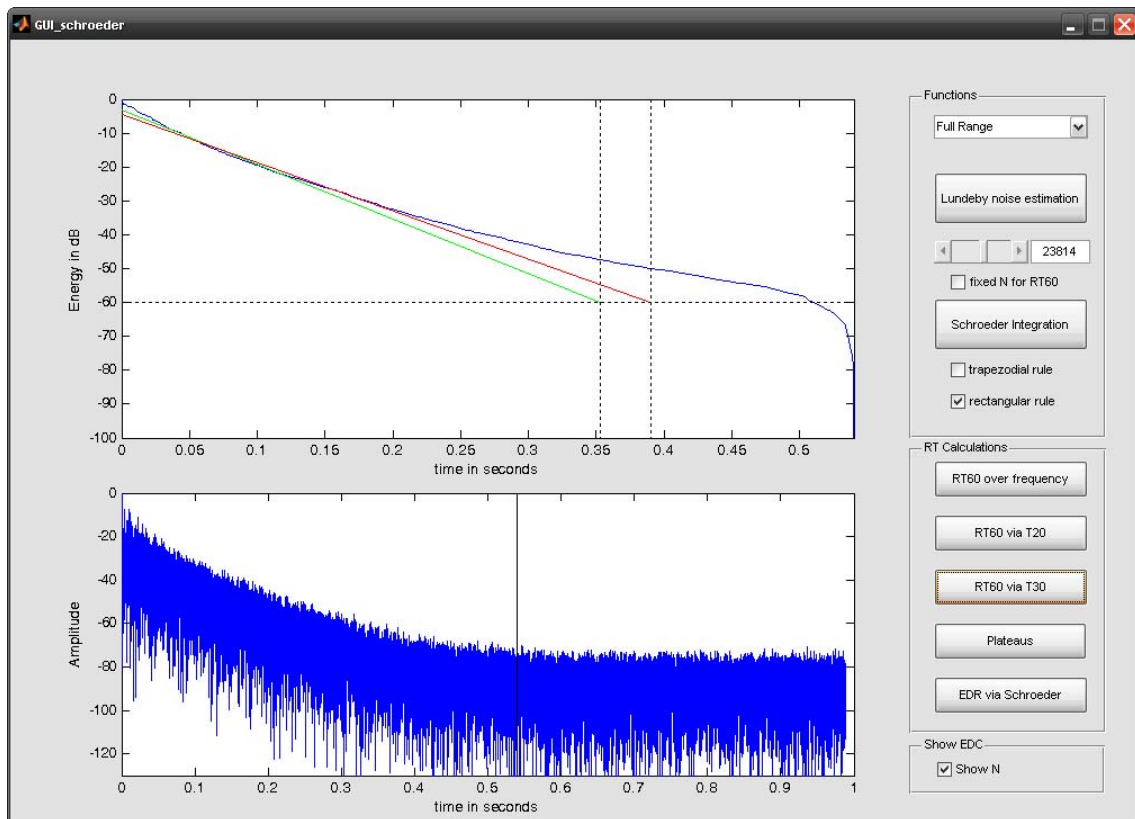 GUI_schroeder
0
-10
-20
-30
-40
-50
-60
-70
-80
-90
-100
Energy in dB
0 0.05 0.1 0.15 0.2 0.25 0.3 0.35 0.4 0.45 0.5
time in seconds
0
-20
-40
-60
-80
-100
-120
Amplitude
0 0.1 0.2 0.3 0.4 0.5 0.6 0.7 0.8 0.9 1
time in seconds
Functions
Full Range
Lundeby noise estimation
23814
fixed N for RT60
Schroeder Integration
trapezodial rule
rectangular rule
RT Calculations
RT60 over frequency
RT60 via T20
RT60 via T30
Plateaus
EDR via Schroeder
Show EDC
Show N